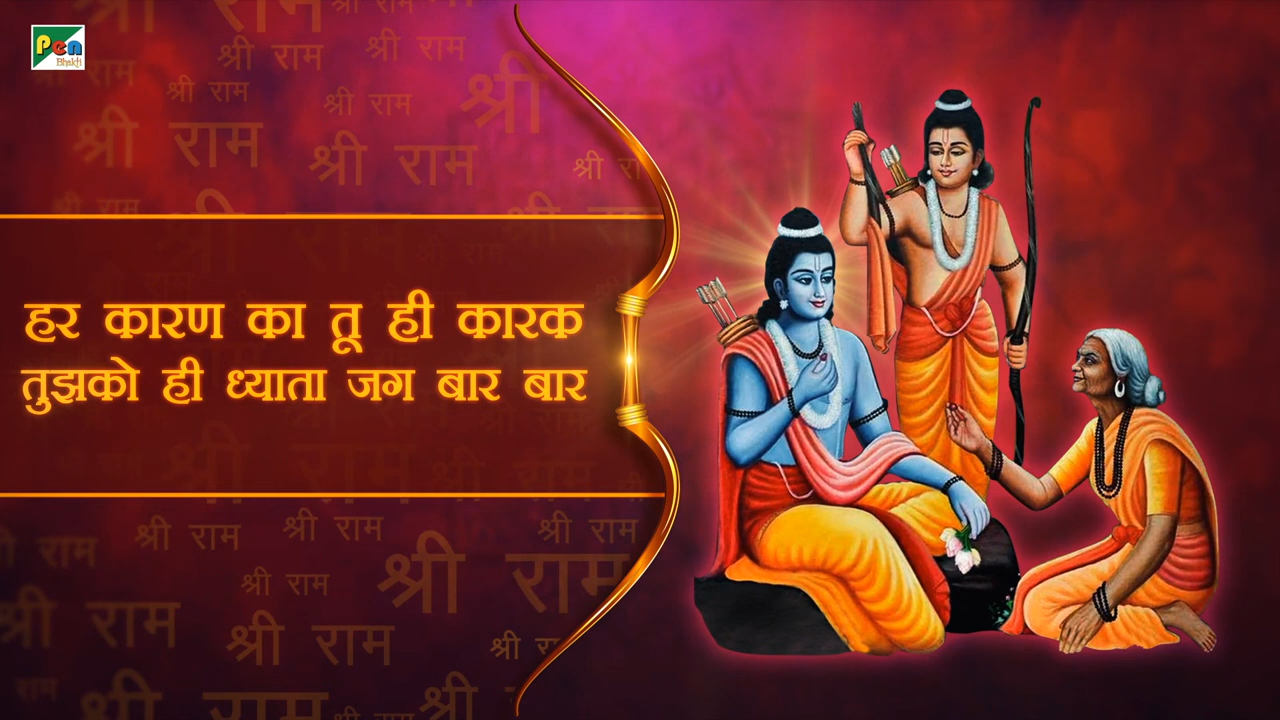 Pen
Bhakti
श्री राम
श्री राम
श्री राम
श्री राम
श्री राम
श्री
श्री राम
श्री राम
हर कारण का तू ही कारक
तुझको ही ध्याता जग बार बार
श्री राम
श्री राम
श्री राम
श्री राम
श्री राम
श्री राम
श्री राम